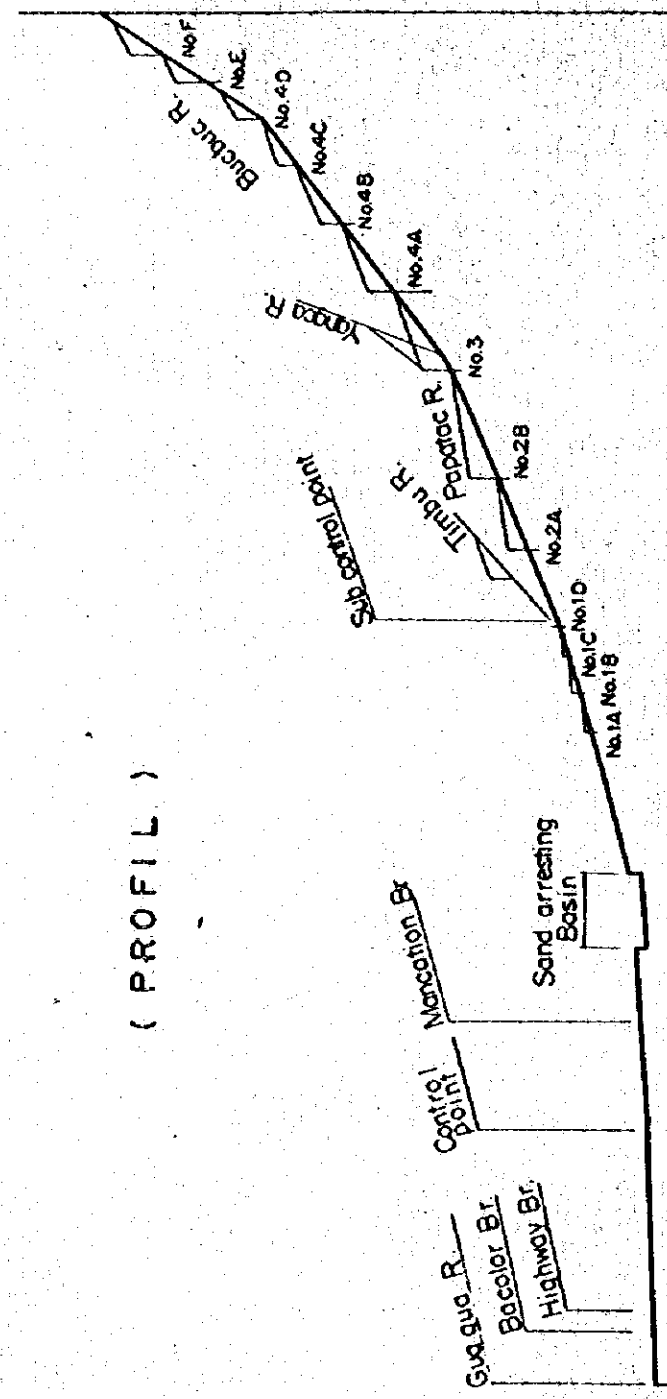 ( PROFIL )
Guagua R.
Bacolor Br.
Highway Br.
Control
point
Mancation Br
Sand arresting
Basin
No.1A
No.1B
No.1C
No.1D
Sub control point
Timbu R.
No.2A
No.2B
Papatac R.
No.3
Yangca R.
No.4A
No.4B
No.4C
No.4D
Bucbuc R.
No.E
No.F